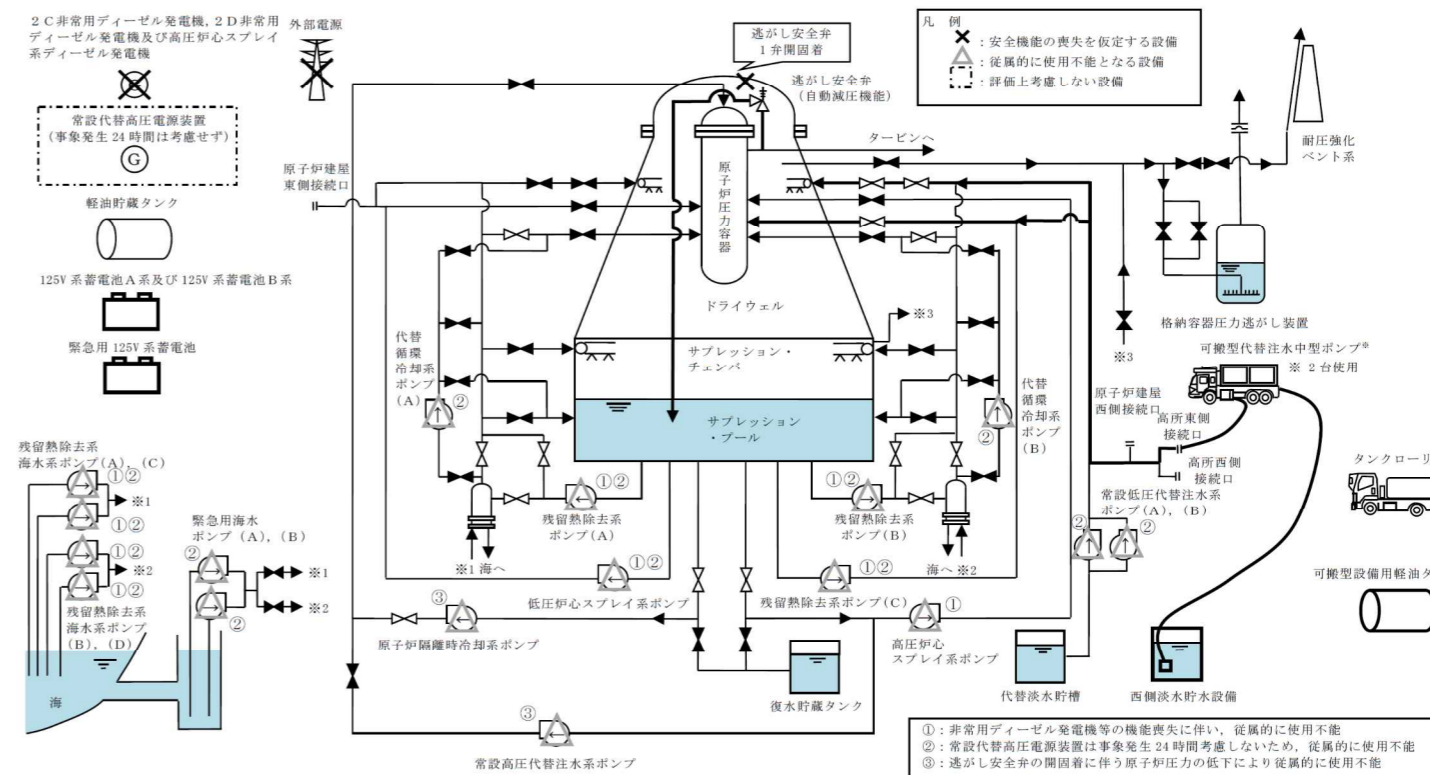 2C非常用ディーゼル発電機，2D非常用
ディーゼル発電機及び高圧炉心スプレイ
系ディーゼル発電機
外部電源
常設代替高圧電源装置
(事象発生24時間は考慮せず)
G
軽油貯蔵タンク
125V系蓄電池A系及び125V系蓄電池B系
緊急用125V系蓄電池
逃がし安全弁
1弁開固着
逃がし安全弁
(自動減圧機能)
凡　例
：安全機能の喪失を仮定する設備
：従属的に使用不能となる設備
：評価上考慮しない設備
タービンへ
耐圧強化
ベント系
原子炉建屋
東側接続口
原子炉圧力容器
ドライウェル
格納容器圧力逃がし装置
※3
※3
サプレッション・
チェンバ
サプレッション
・プール
代替
循環
冷却系
ポンプ
(A)
②
代替
循環
冷却系
ポンプ
(B)
②
可搬型代替注水中型ポンプ※
※ 2台使用
原子炉建屋
西側接続口
高所東側
接続口
高所西側
接続口
常設低圧代替注水系
ポンプ(A)，(B)
②
②
タンクローリ
可搬型設備用軽油タ
残留熱除去系
海水系ポンプ(A)，(C)
①②
※1
①②
①②
※2
①②
残留熱除去系
海水系ポンプ
(B)，(D)
緊急用海水
ポンプ (A)，(B)
②
※1
※2
②
海
①②
残留熱除去系
ポンプ(A)
※1 海へ
①②
残留熱除去系
ポンプ(B)
海へ ※2
①②
低圧炉心スプレイ系ポンプ
①②
残留熱除去系ポンプ(C)
③
原子炉隔離時冷却系ポンプ
①
高圧炉心
スプレイ系ポンプ
復水貯蔵タンク
代替淡水貯槽
西側淡水貯水設備
③
常設高圧代替注水系ポンプ
①：非常用ディーゼル発電機等の機能喪失に伴い，従属的に使用不能
②：常設代替高圧電源装置は事象発生24時間考慮しないため，従属的に使用不能
③：逃がし安全弁の開固着に伴う原子炉圧力の低下により従属的に使用不能